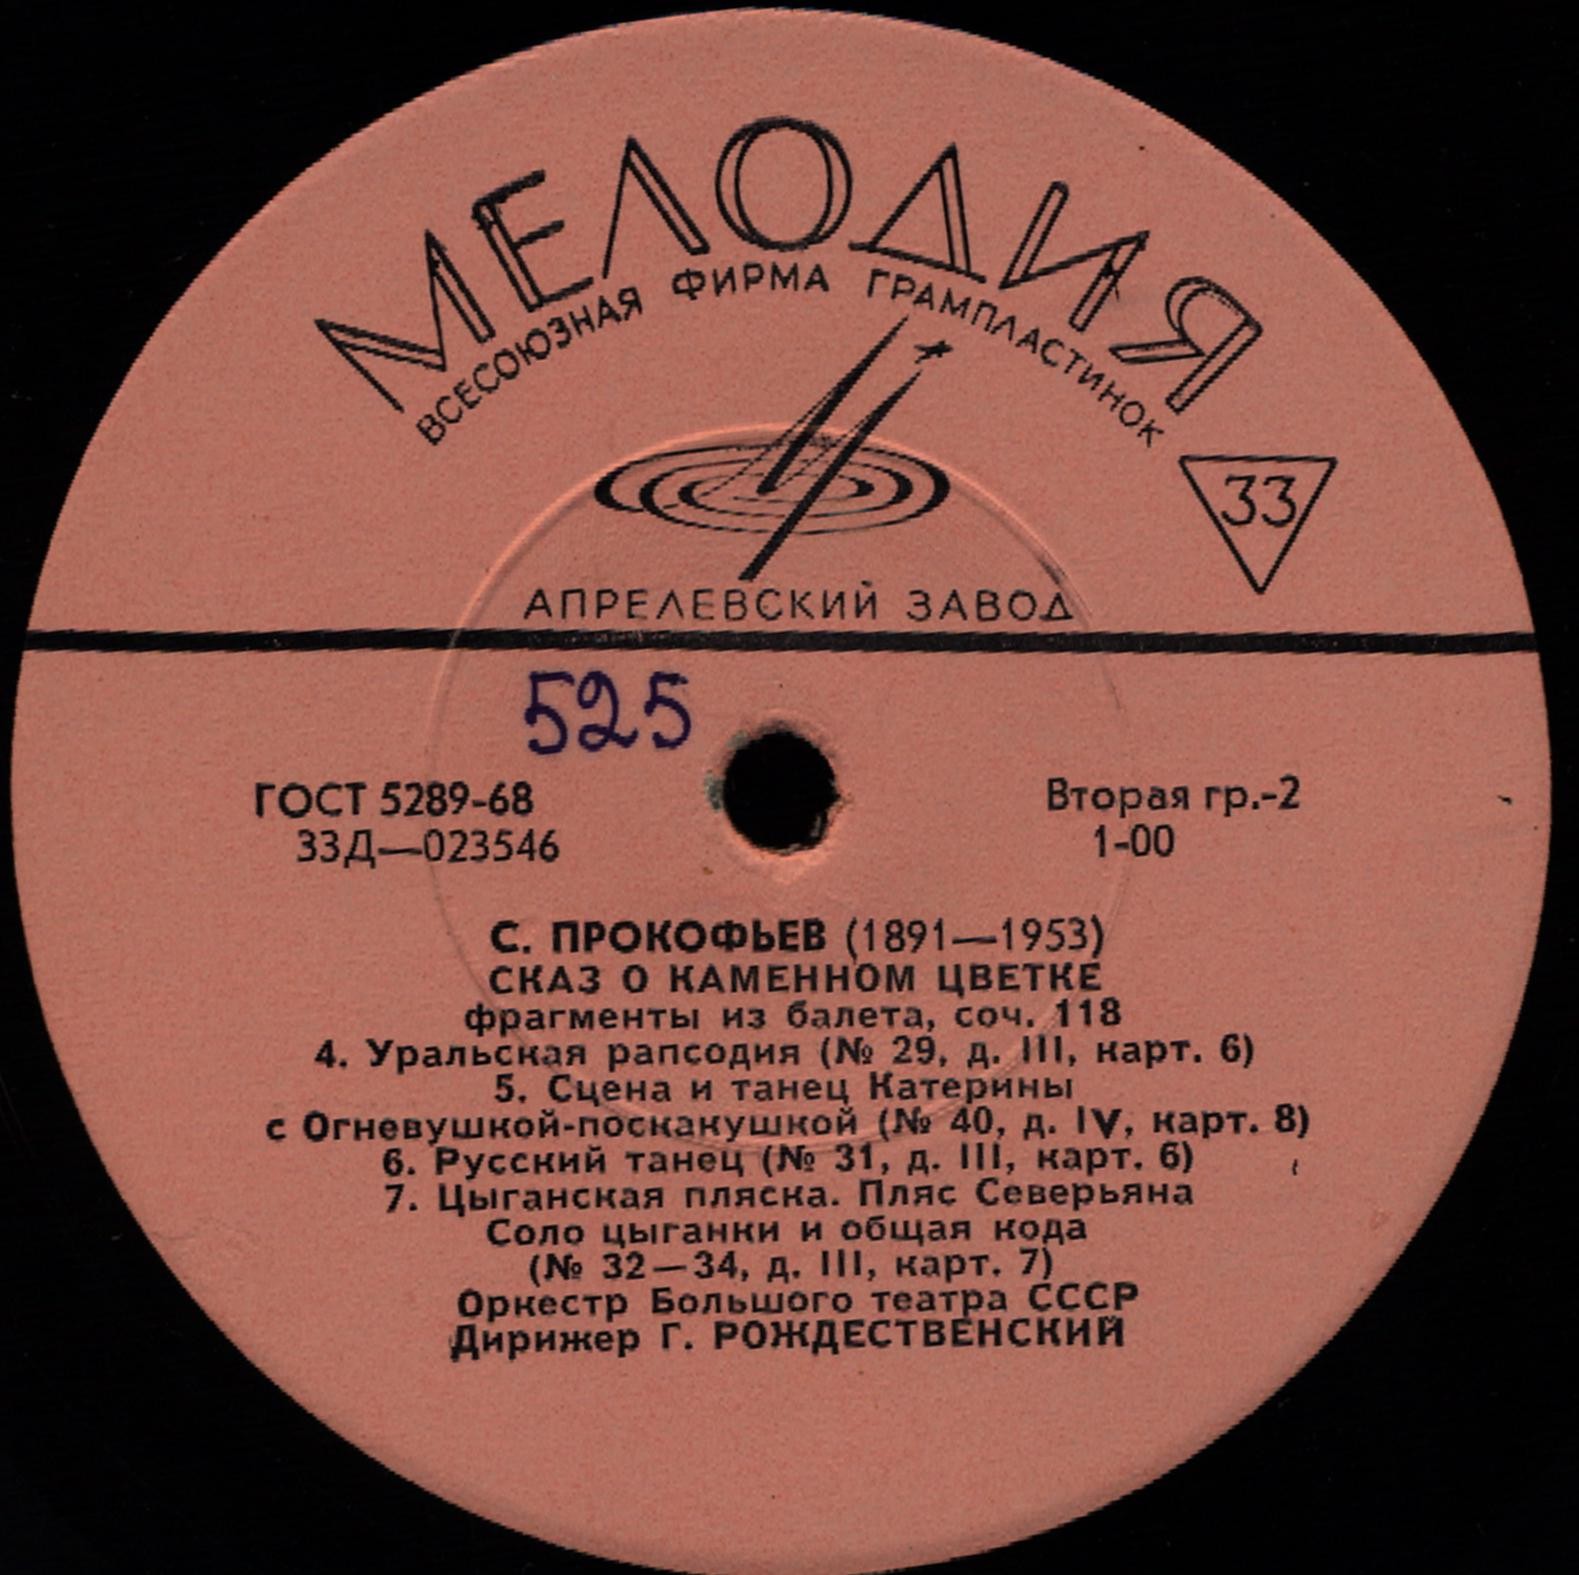 МЕЛОДИЯ
ВСЕСОЮЗНАЯ ФИРМА ГРАМПЛАСТИНОК
33
АПРЕЛЕВСКИЙ ЗАВОД
525
ГОСТ 5289-68
33Д—023546
Вторая гр.-2
1-00
С. ПРОКОФЬЕВ (1891—1953)
СКАЗ О КАМЕННОМ ЦВЕТКЕ
фрагменты из балета, соч. 118
4. Уральская рапсодия (№ 29, д. III, карт. 6)
5. Сцена и танец Катерины
с Огневушкой-поскакушкой (№ 40, д. IV, карт. 8)
6. Русский танец (№ 31, д. III, карт. 6)
7. Цыганская пляска. Пляс Северьяна
Соло цыганки и общая кода
(№ 32—34, д. III, карт. 7)
Оркестр Большого театра СССР
Дирижер Г. РОЖДЕСТВЕНСКИЙ